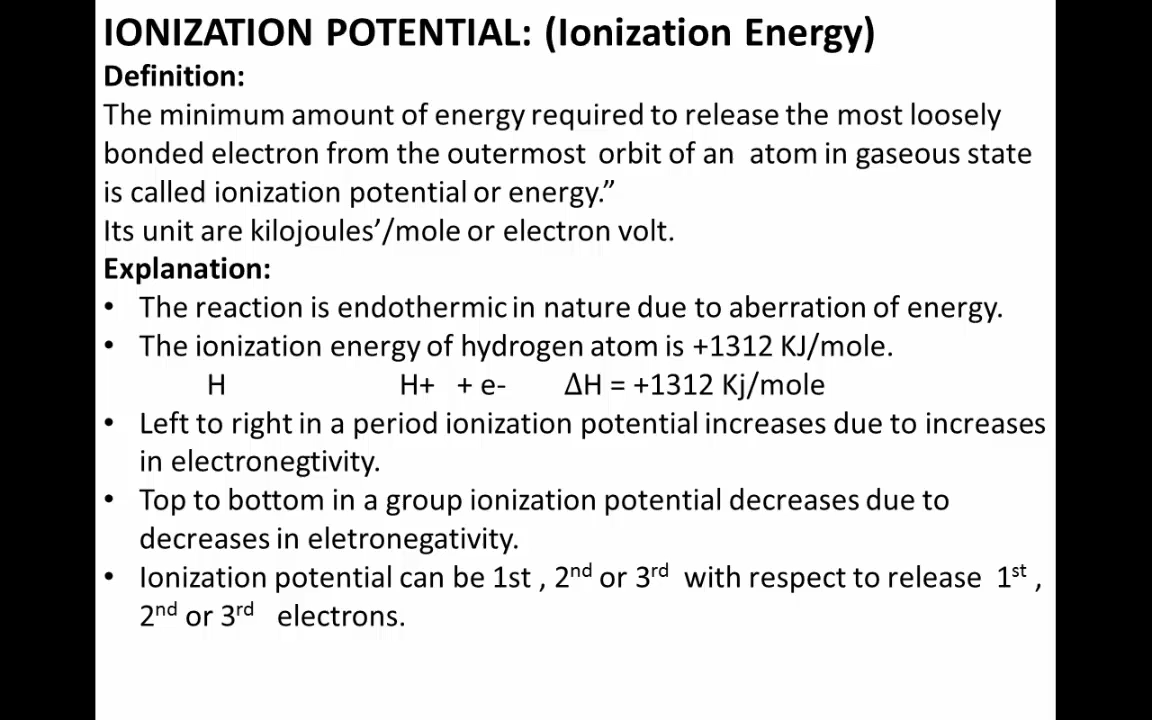 IONIZATION POTENTIAL: (Ionization Energy)
Definition:
The minimum amount of energy required to release the most loosely
bonded electron from the outermost orbit of an atom in gaseous state
is called ionization potential or energy.”
Its unit are kilojoules’/mole or electron volt.
Explanation:
• The reaction is endothermic in nature due to aberration of energy.
• The ionization energy of hydrogen atom is +1312 KJ/mole.
H H+ + e- ΔH = +1312 Kj/mole
• Left to right in a period ionization potential increases due to increases
in electronegtivity.
• Top to bottom in a group ionization potential decreases due to
decreases in eletronegativity.
• Ionization potential can be 1st , 2nd or 3rd with respect to release 1st ,
2nd or 3rd electrons.